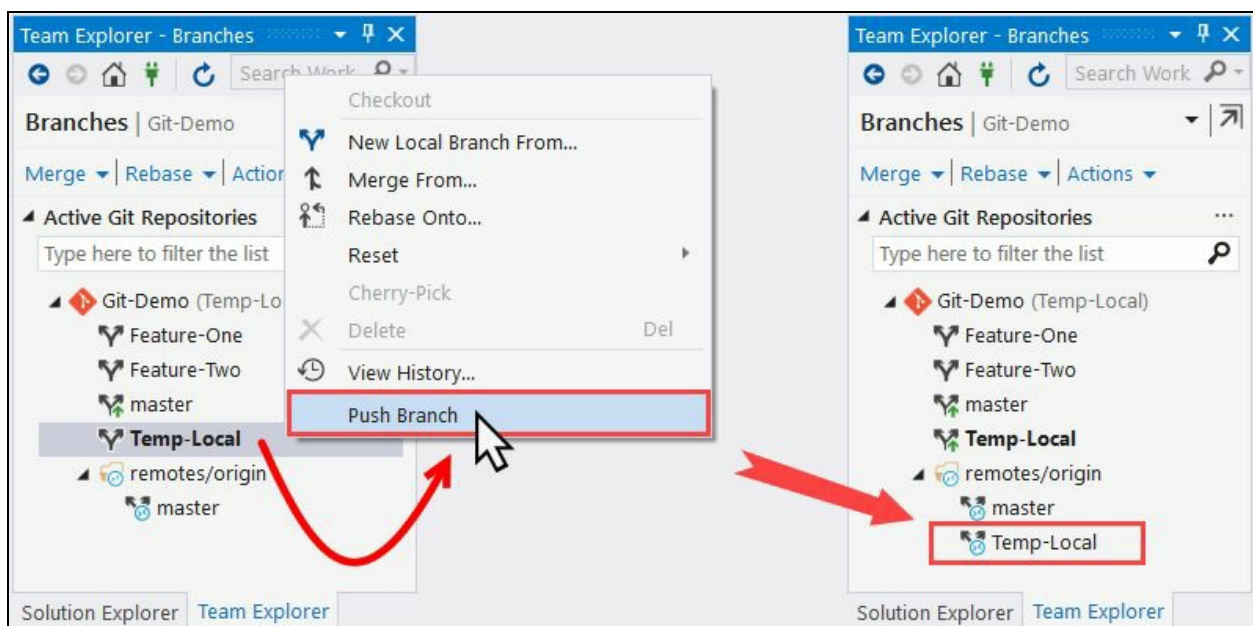 Team Explorer - Branches
Search Work
Branches | Git-Demo
Merge | Rebase | Action
Active Git Repositories
Type here to filter the list
Git-Demo (Temp-Lo
Feature-One
Feature-Two
master
Temp-Local
remotes/origin
master
Solution Explorer Team Explorer
Checkout
New Local Branch From...
Merge From...
Rebase Onto...
Reset
Cherry-Pick
Delete Del
View History...
Push Branch
Team Explorer - Branches
Search Work
Branches | Git-Demo
Merge | Rebase | Actions
Active Git Repositories ...
Type here to filter the list
Git-Demo (Temp-Local)
Feature-One
Feature-Two
master
Temp-Local
remotes/origin
master
Temp-Local
Solution Explorer Team Explorer